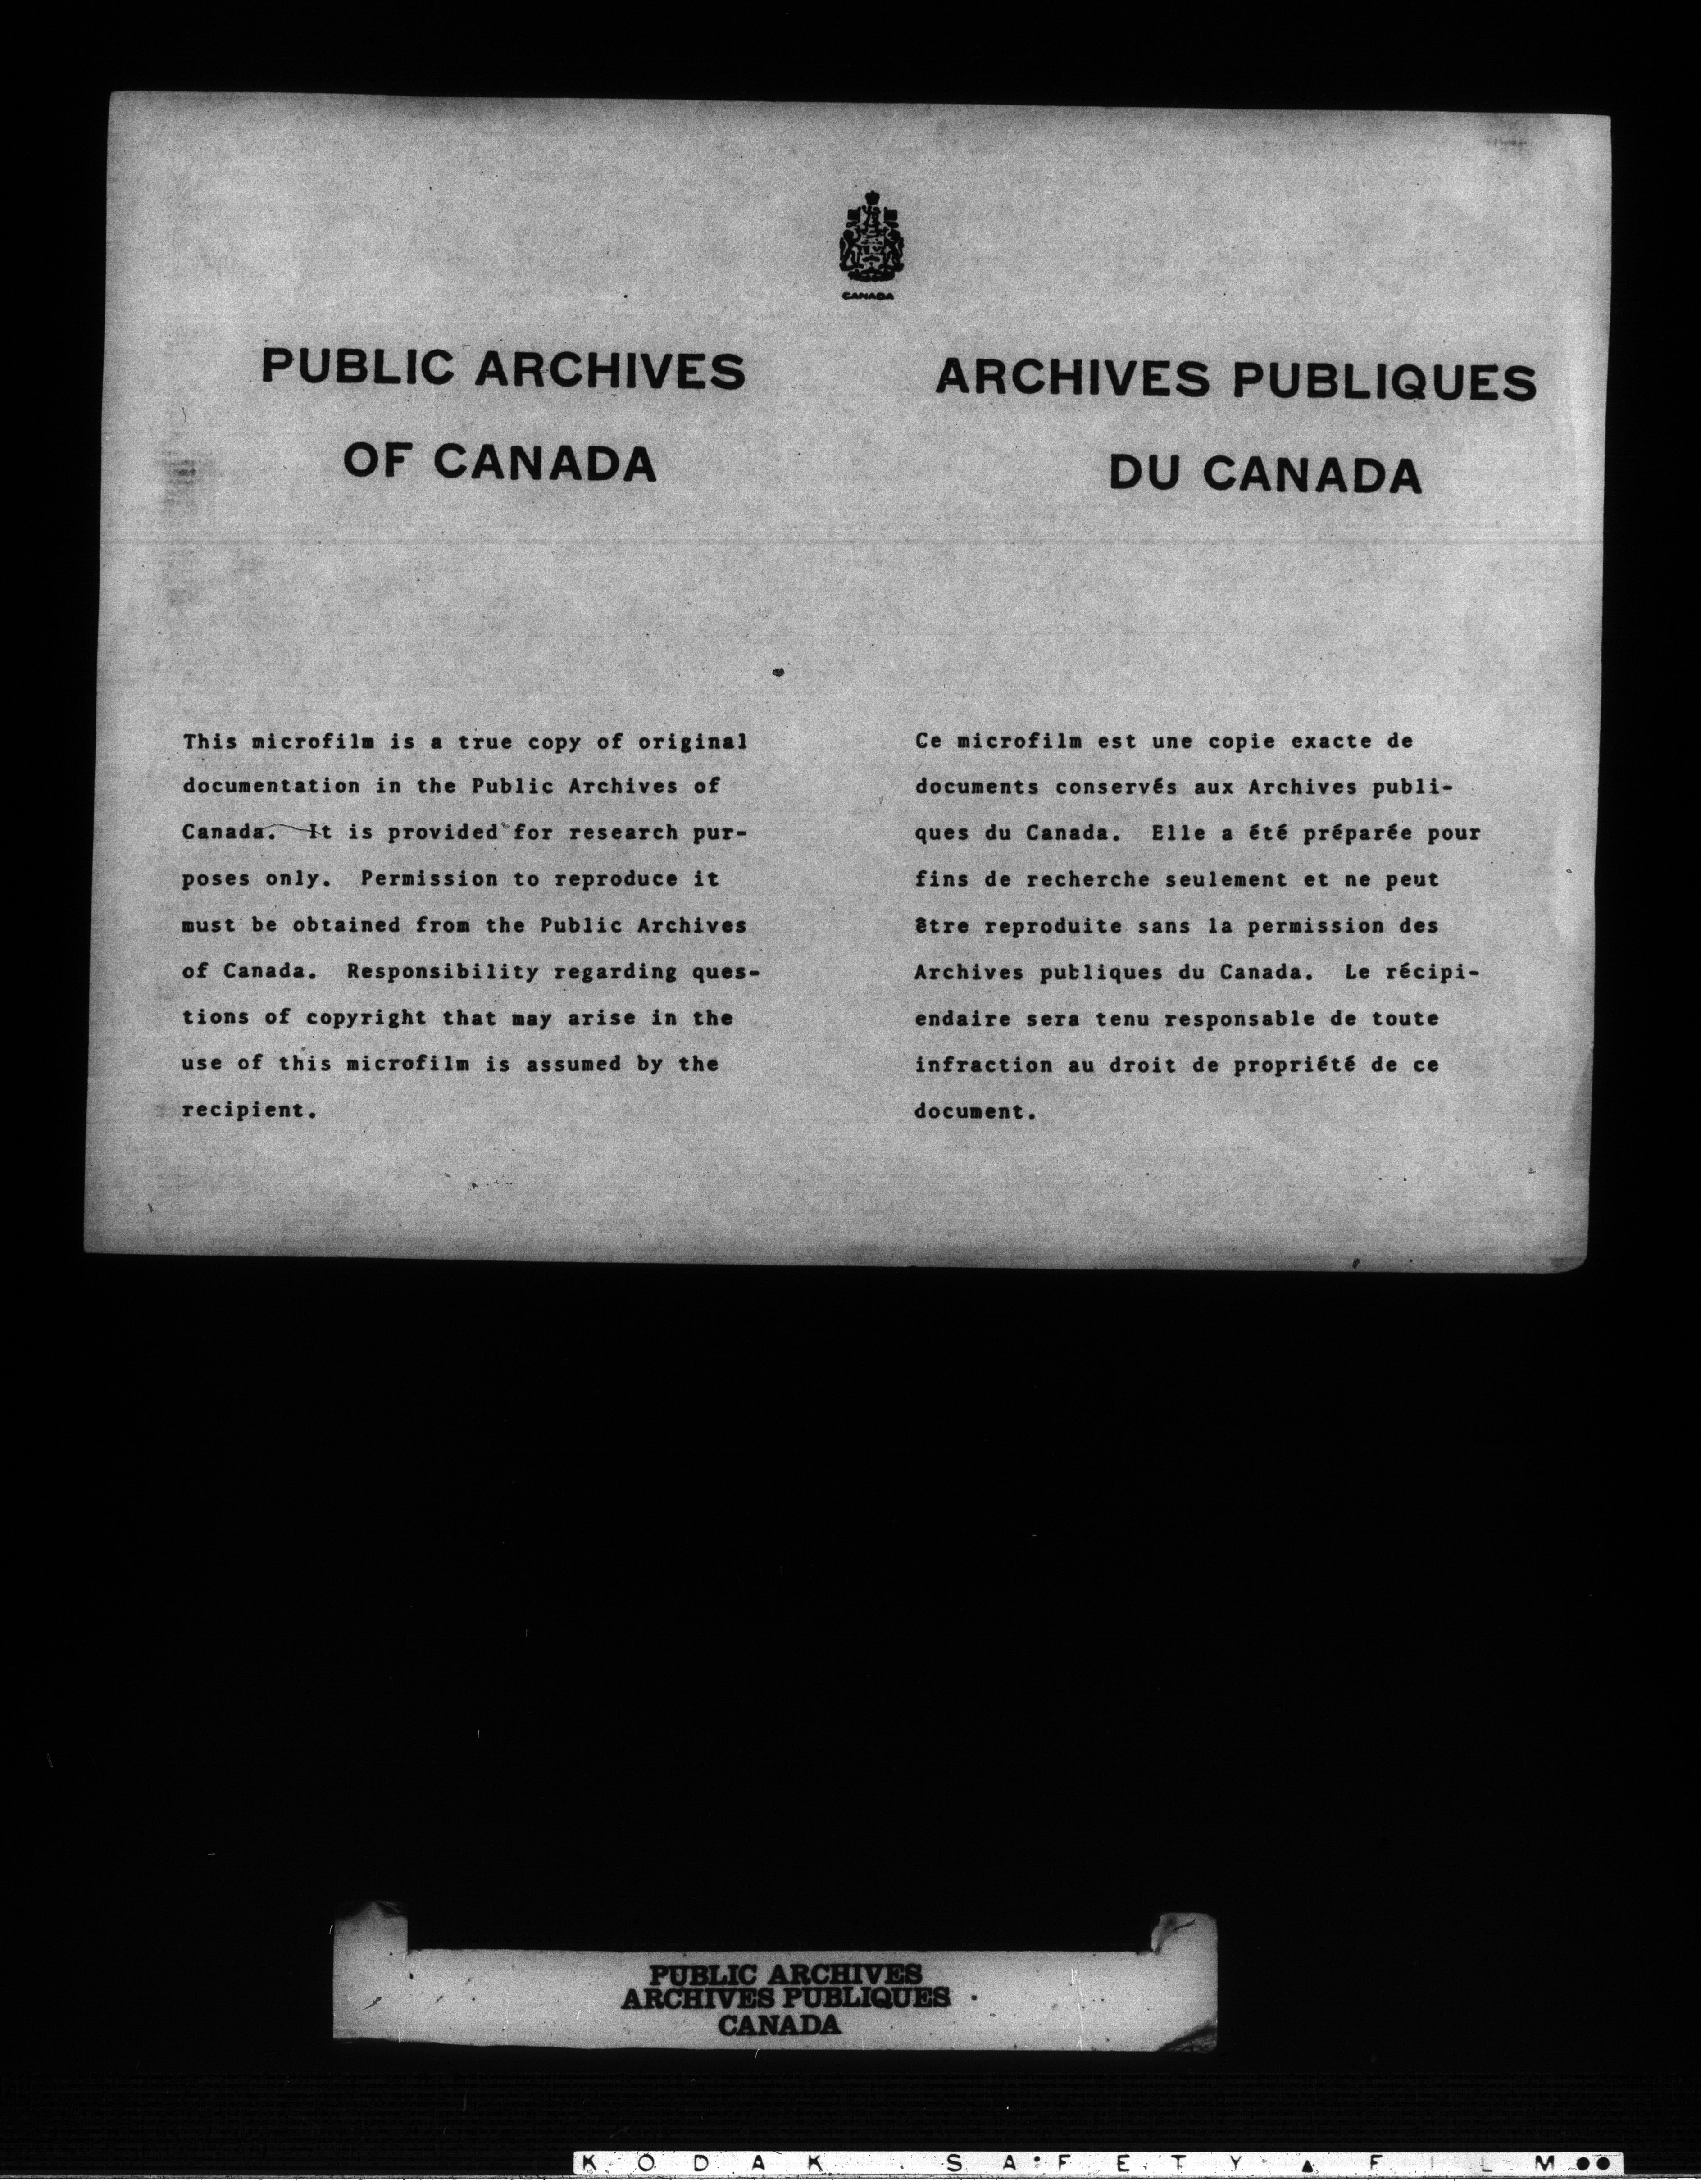 CANADA
PUBLIC ARCHIVES
OF CANADA
This microfilm is a true copy of original
documentation in the Public Archives of
Canada. It is provided for research pur-
poses only. Permission to reproduce it
must be obtained from the Public Archives
of Canada. Responsibility regarding ques-
tions of copyright that may arise in the
use of this microfilm is assumed by the
recipient.
ARCHIVES PUBLIQUES
DU CANADA
Ce microfilm est une copie exacte de
documents conservés aux Archives publi-
ques du Canada. Elle a été préparée pour
fins de recherche seulement et ne peut
être reproduite sans la permission des
Archives publiques du Canada. Le récipi-
endaire sera tenu responsable de toute
infraction au droit de propriété de ce
document.
PUBLIC ARCHIVES
ARCHIVES PUBLIQUES
CANADA
KODAK SAFETY ▲ FILM ●●